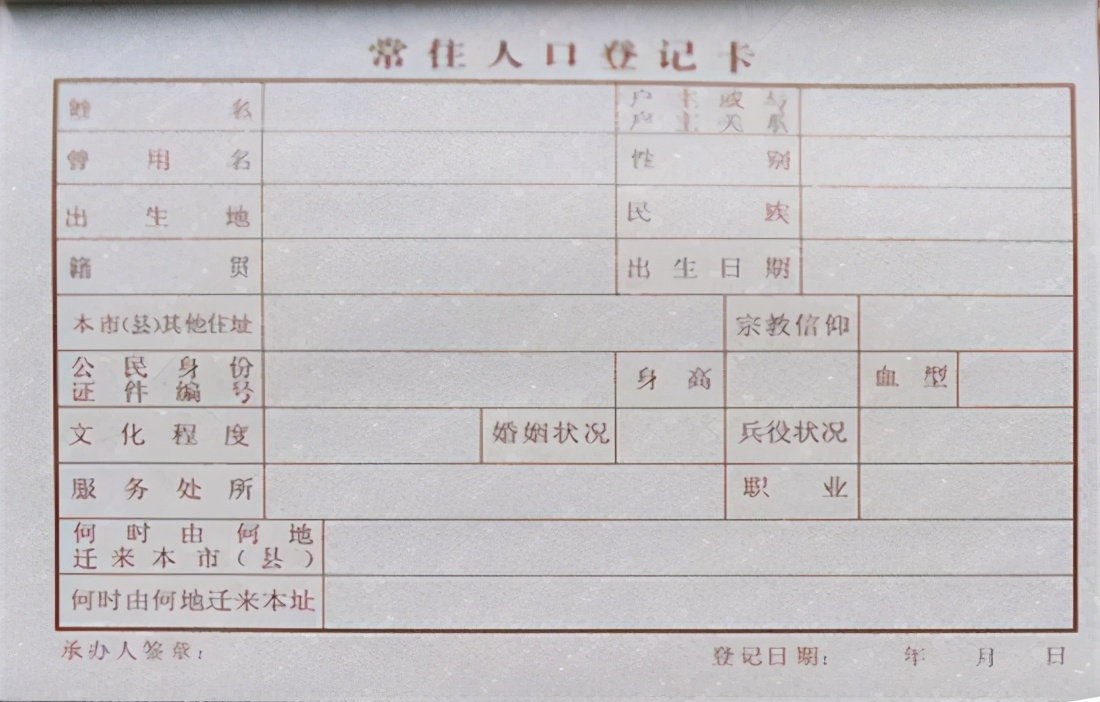 常住人口登记卡
姓名
户主或与
户主关系
曾用名
性别
出生地
民族
籍贯
出生日期
本市(县)其他住址
宗教信仰
公民身份
证件编号
身高
血型
文化程度
婚姻状况
兵役状况
服务处所
职业
何时由何地
迁来本市(县)
何时由何地迁来本址
承办人签章:
登记日期: 年 月 日